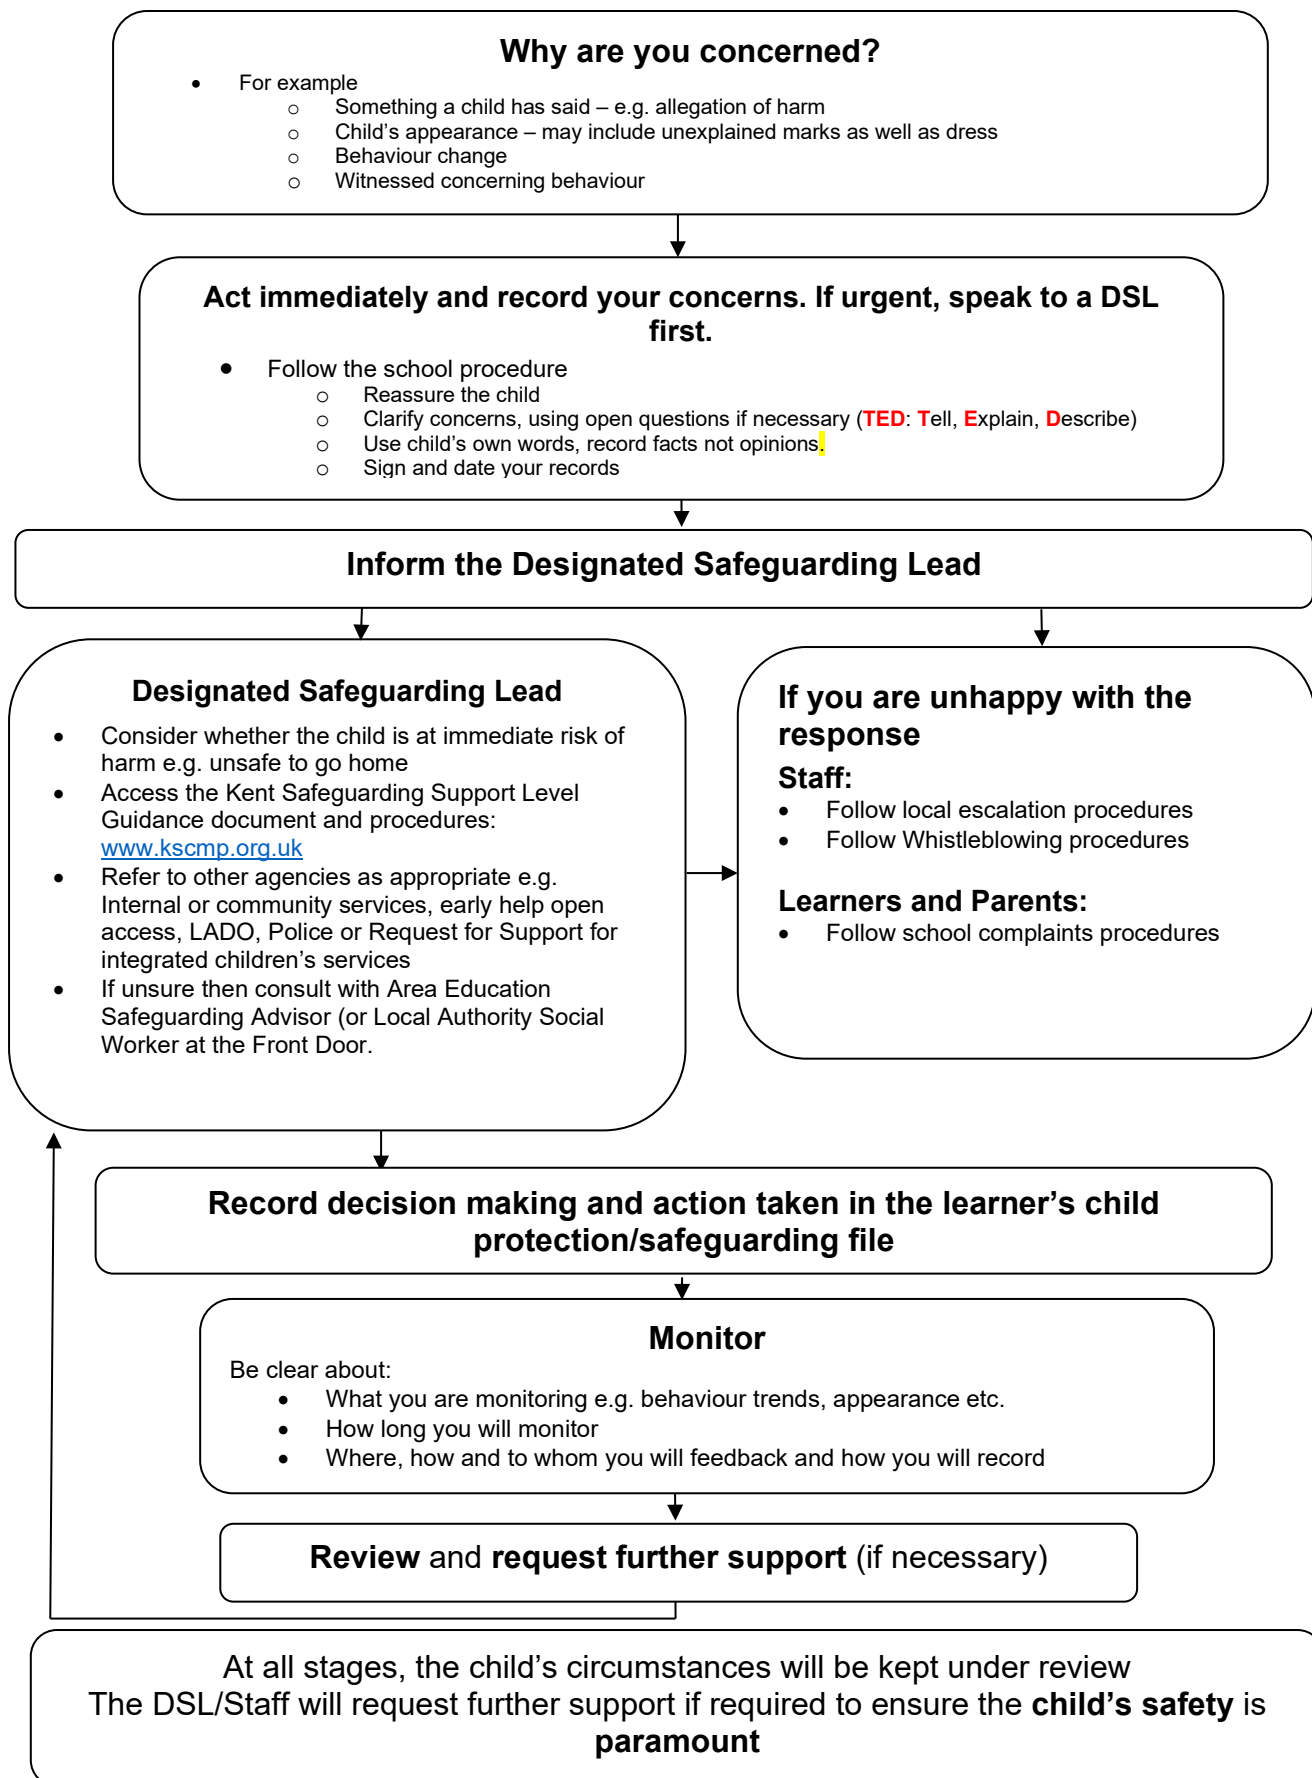 Why are you concerned?
• For example
o Something a child has said – e.g. allegation of harm
o Child’s appearance – may include unexplained marks as well as dress
o Behaviour change
o Witnessed concerning behaviour
Act immediately and record your concerns. If urgent, speak to a DSL
first.
• Follow the school procedure
o Reassure the child
o Clarify concerns, using open questions if necessary (TED: Tell, Explain, Describe)
o Use child’s own words, record facts not opinions.
o Sign and date your records
Inform the Designated Safeguarding Lead
Designated Safeguarding Lead
• Consider whether the child is at immediate risk of
harm e.g. unsafe to go home
• Access the Kent Safeguarding Support Level
Guidance document and procedures:
www.kscmp.org.uk
• Refer to other agencies as appropriate e.g.
Internal or community services, early help open
access, LADO, Police or Request for Support for
integrated children’s services
• If unsure then consult with Area Education
Safeguarding Advisor (or Local Authority Social
Worker at the Front Door.
If you are unhappy with the
response
Staff:
• Follow local escalation procedures
• Follow Whistleblowing procedures
Learners and Parents:
• Follow school complaints procedures
Record decision making and action taken in the learner’s child
protection/safeguarding file
Monitor
Be clear about:
• What you are monitoring e.g. behaviour trends, appearance etc.
• How long you will monitor
• Where, how and to whom you will feedback and how you will record
Review and request further support (if necessary)
At all stages, the child’s circumstances will be kept under review
The DSL/Staff will request further support if required to ensure the child’s safety is
paramount